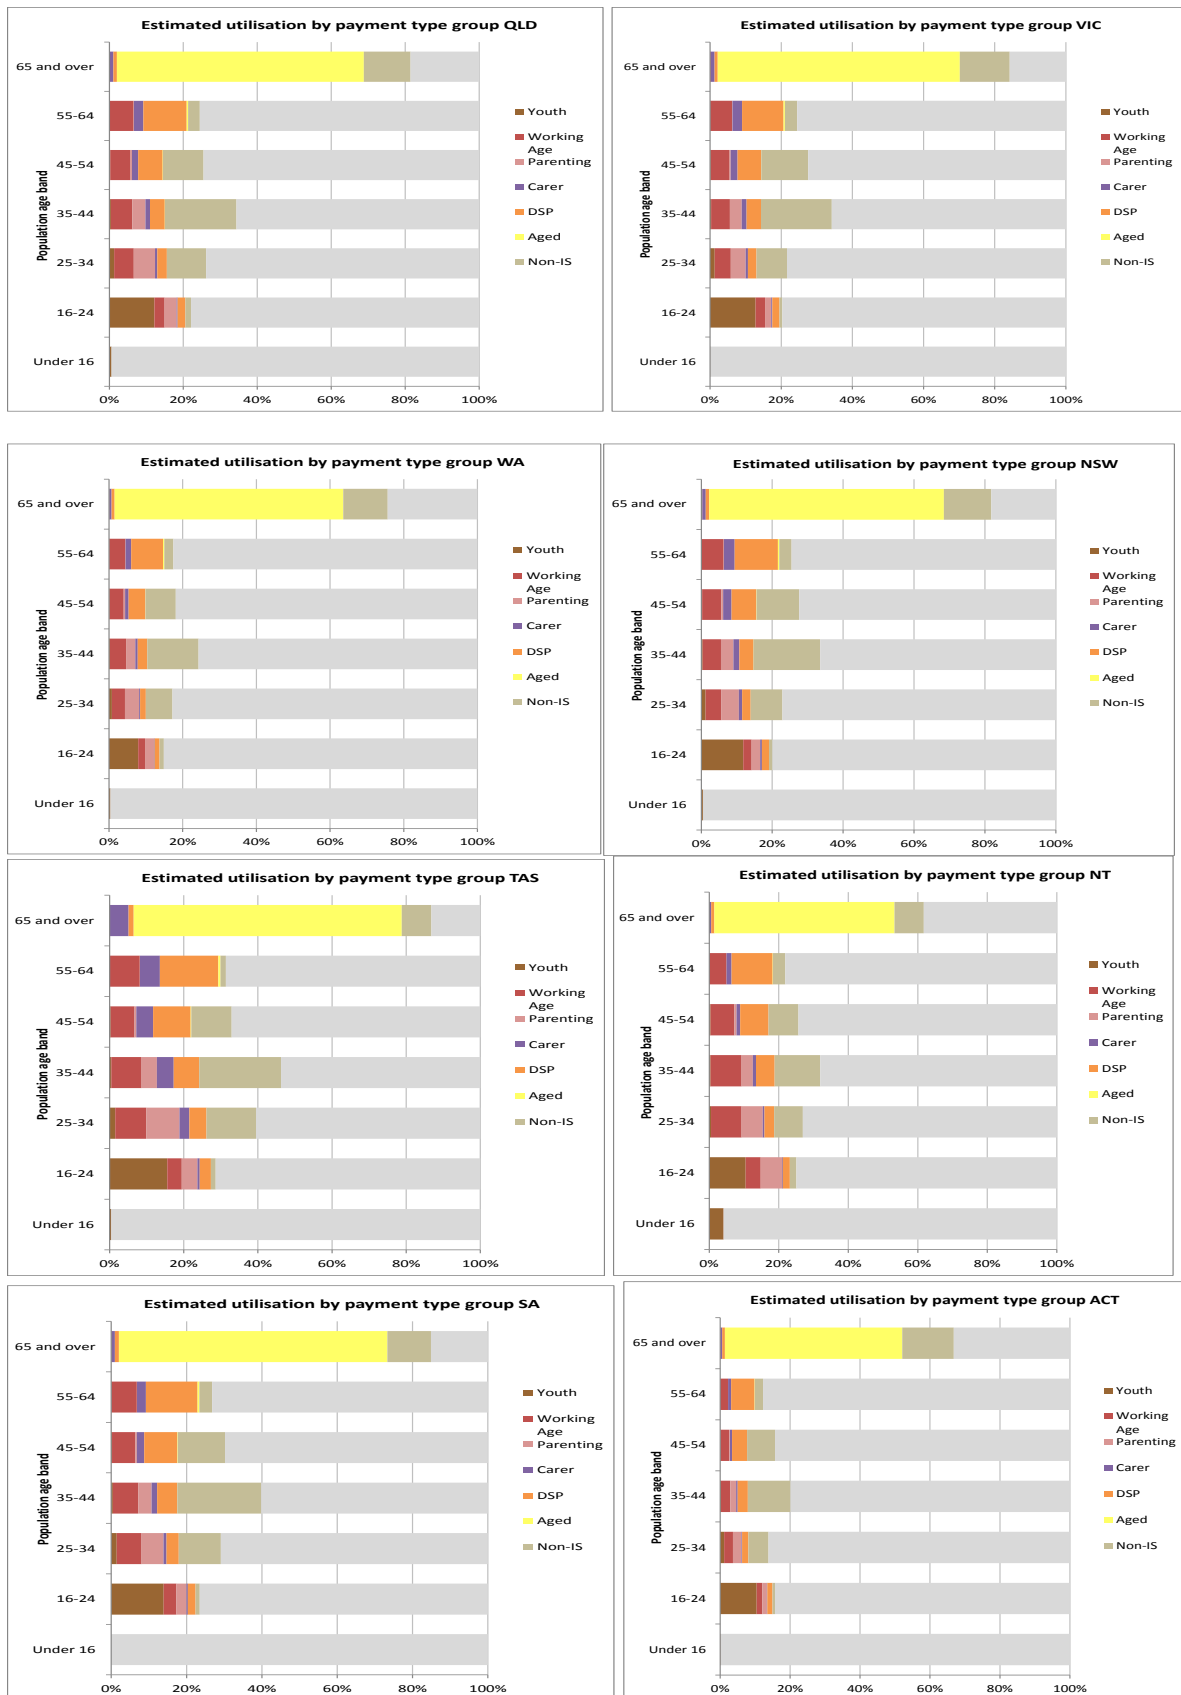 Estimated utilisation by payment type group QLD
Population age band
65 and over
55-64
45-54
35-44
25-34
16-24
Under 16
0% 20% 40% 60% 80% 100%
Youth
Working
Age
Parenting
Carer
DSP
Aged
Non-IS
Estimated utilisation by payment type group VIC
Population age band
65 and over
55-64
45-54
35-44
25-34
16-24
Under 16
0% 20% 40% 60% 80% 100%
Youth
Working
Age
Parenting
Carer
DSP
Aged
Non-IS
Estimated utilisation by payment type group WA
Population age band
65 and over
55-64
45-54
35-44
25-34
16-24
Under 16
0% 20% 40% 60% 80% 100%
Youth
Working
Age
Parenting
Carer
DSP
Aged
Non-IS
Estimated utilisation by payment type group NSW
Population age band
65 and over
55-64
45-54
35-44
25-34
16-24
Under 16
0% 20% 40% 60% 80% 100%
Youth
Working
Age
Parenting
Carer
DSP
Aged
Non-IS
Estimated utilisation by payment type group TAS
Population age band
65 and over
55-64
45-54
35-44
25-34
16-24
Under 16
0% 20% 40% 60% 80% 100%
Youth
Working
Age
Parenting
Carer
DSP
Aged
Non-IS
Estimated utilisation by payment type group NT
Population age band
65 and over
55-64
45-54
35-44
25-34
16-24
Under 16
0% 20% 40% 60% 80% 100%
Youth
Working
Age
Parenting
Carer
DSP
Aged
Non-IS
Estimated utilisation by payment type group SA
Population age band
65 and over
55-64
45-54
35-44
25-34
16-24
Under 16
0% 20% 40% 60% 80% 100%
Youth
Working
Age
Parenting
Carer
DSP
Aged
Non-IS
Estimated utilisation by payment type group ACT
Population age band
65 and over
55-64
45-54
35-44
25-34
16-24
Under 16
0% 20% 40% 60% 80% 100%
Youth
Working
Age
Parenting
Carer
DSP
Aged
Non-IS